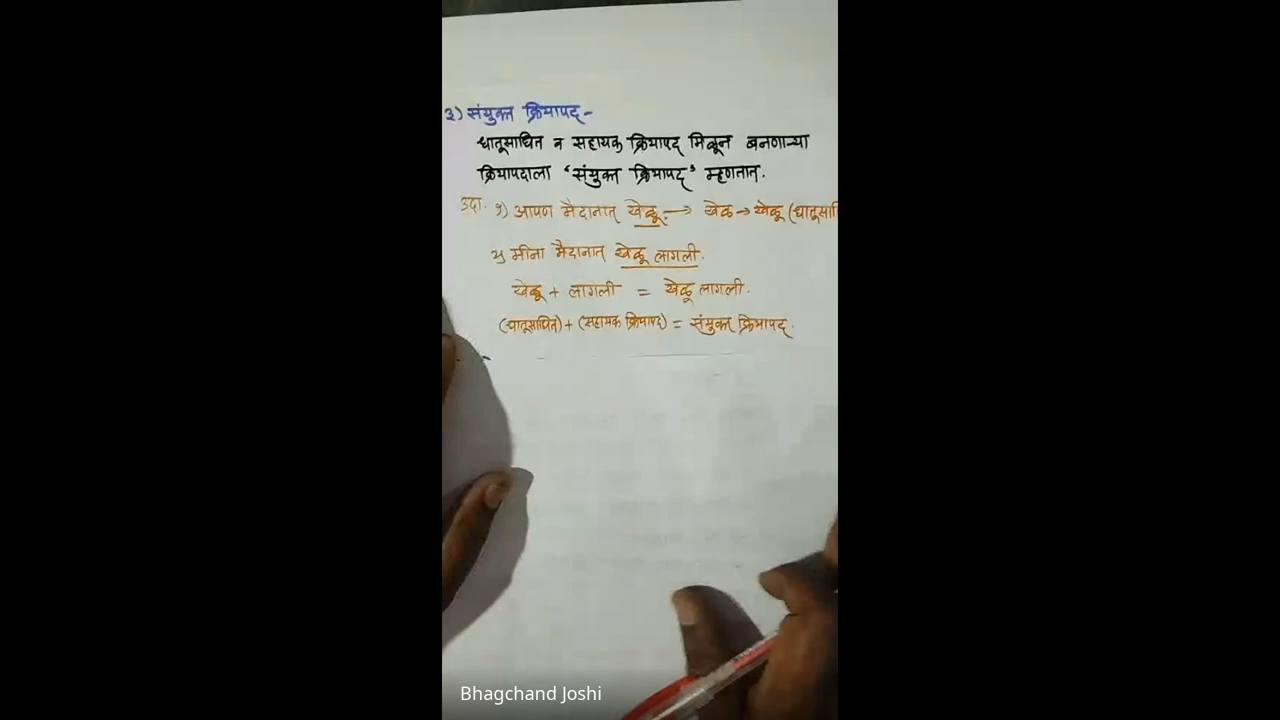 ३) संयुक्त क्रियापद -
धातूसाधित व सहायक क्रियापद मिळून बनणाऱ्या
क्रियापदाला 'संयुक्त क्रियापद' म्हणतात.
उदा. १) आपण मैदानात खेळू. → खेळ → खेळू (धातूसाधि
२) मीना मैदानात खेळू लागली.
खेळू + लागली = खेळू लागली.
(धातूसाधित) + (सहायक क्रियापद) = संयुक्त क्रियापद.
Bhagchand Joshi